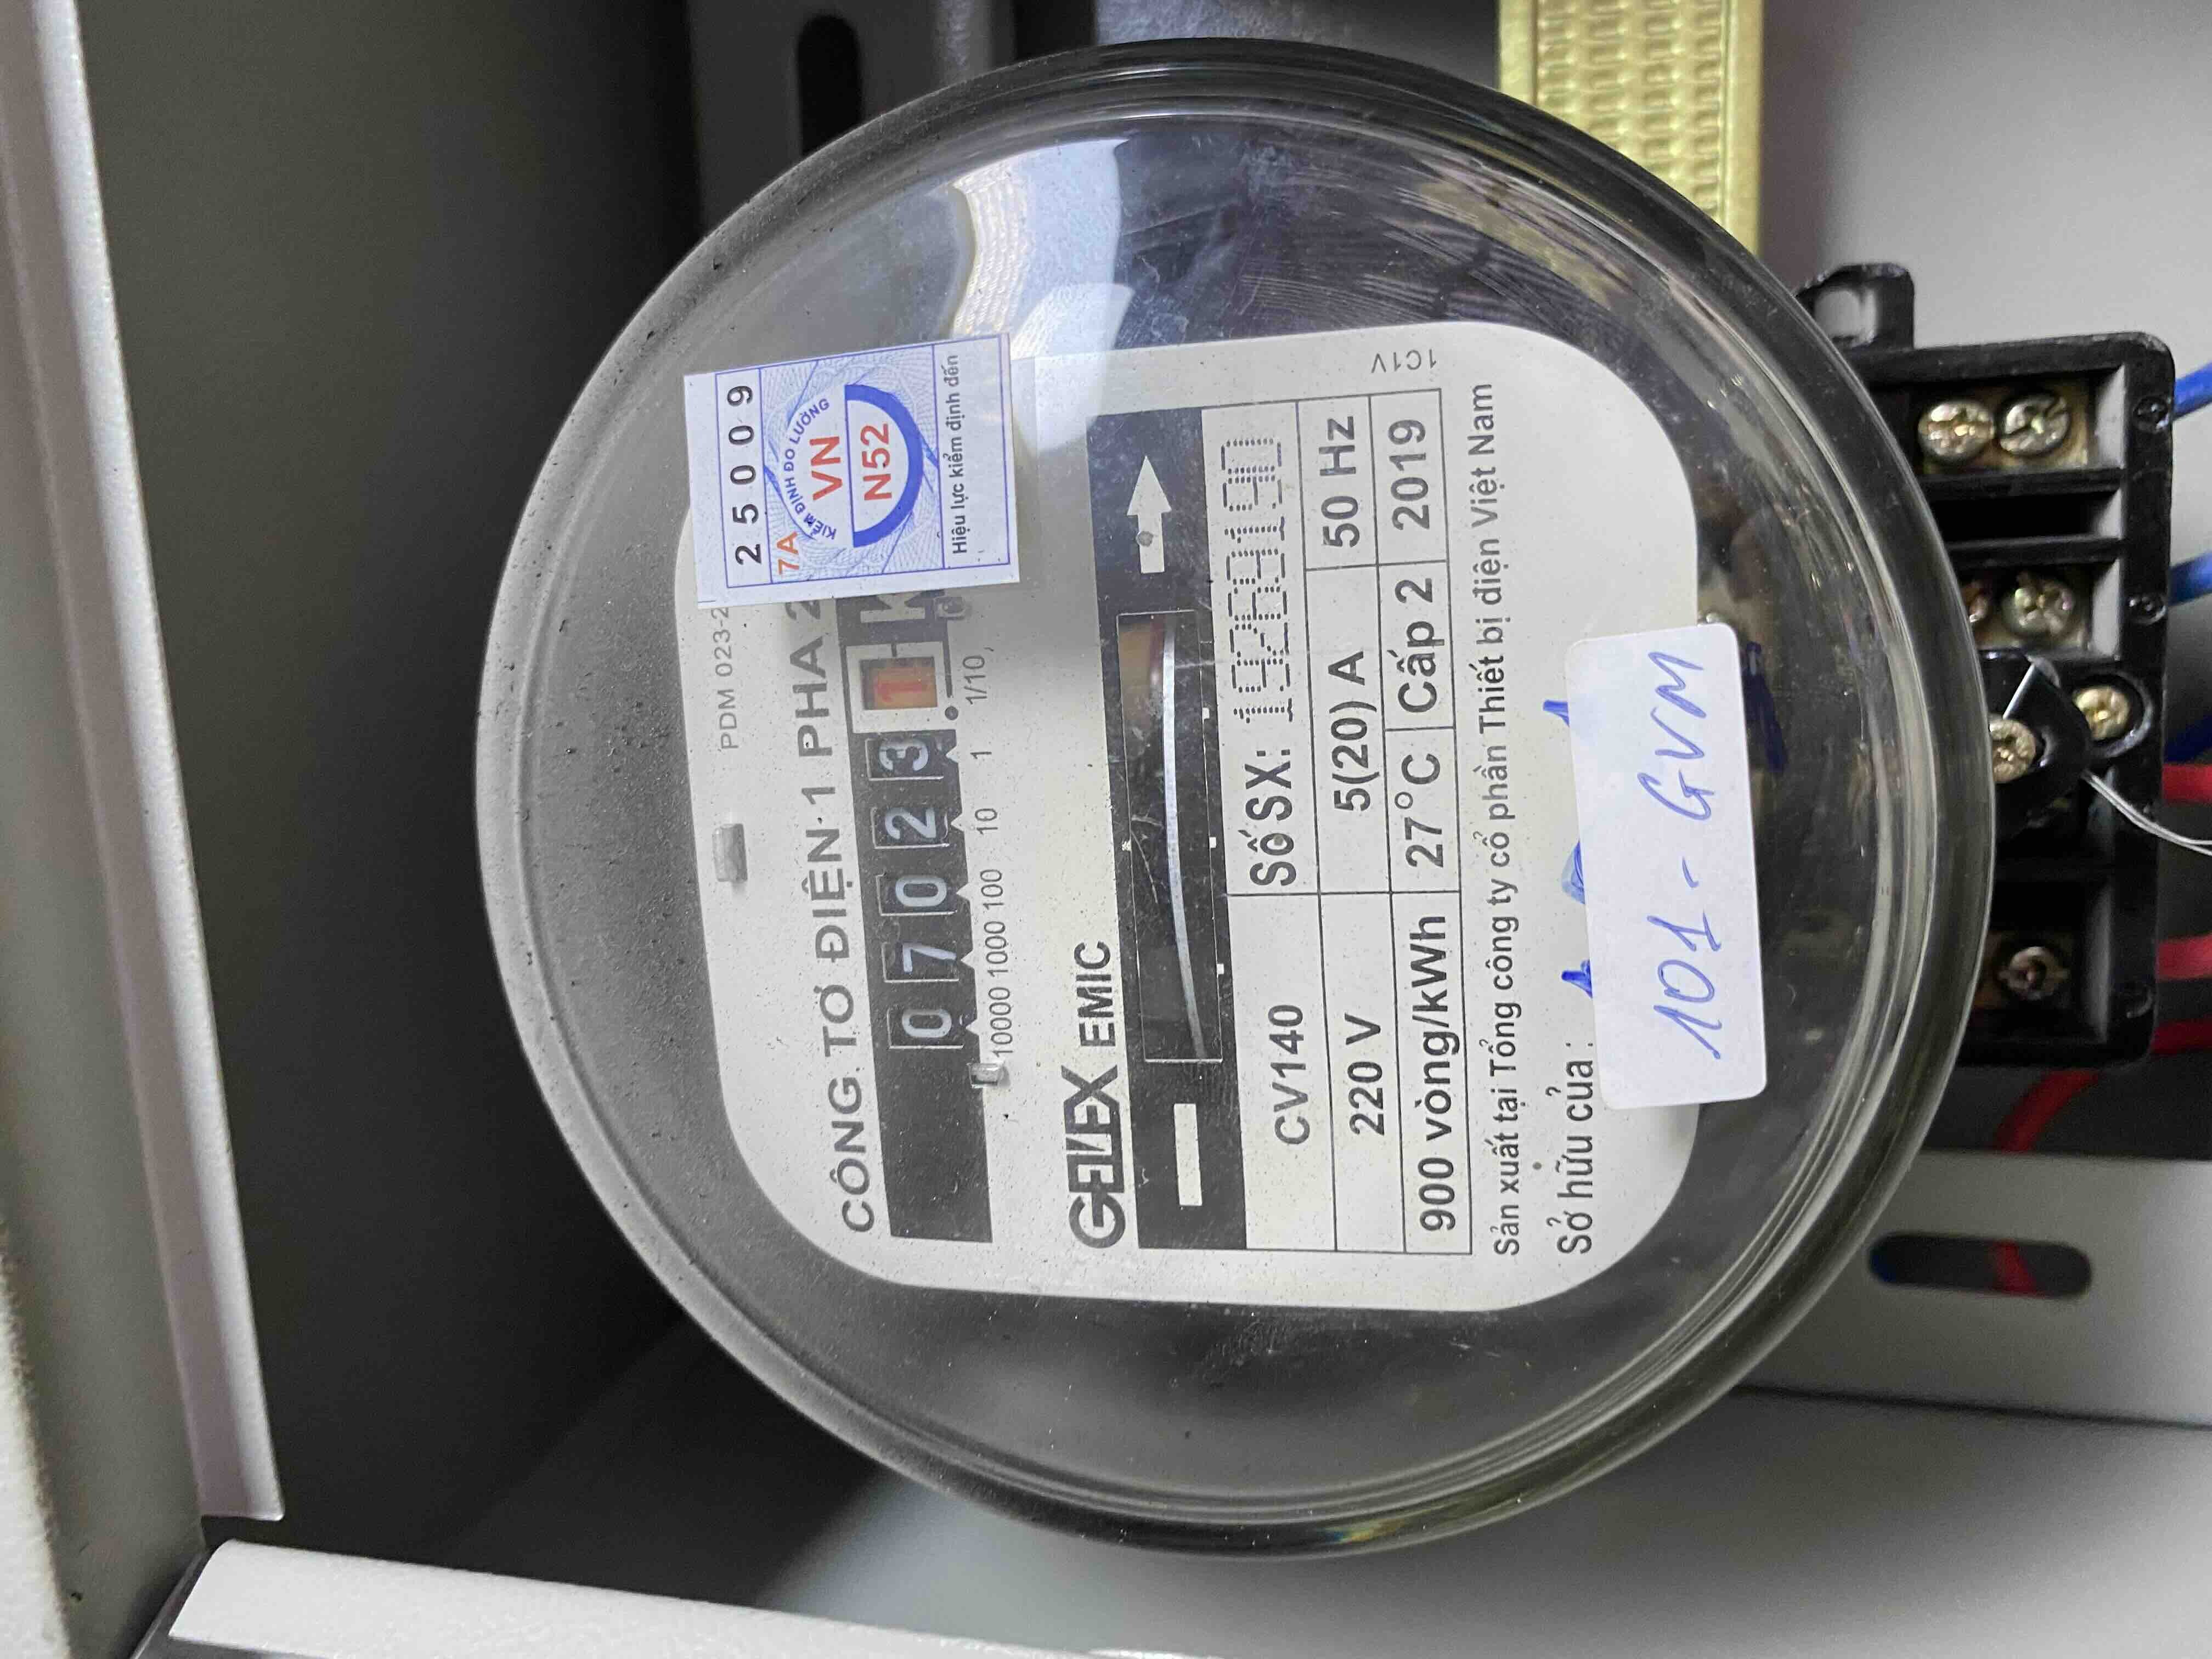 25009
7A
KIỂM ĐỊNH ĐO LƯỜNG
VN
N52
Hiệu lực kiểm định đến
PDM 023-2
CÔNG TƠ ĐIỆN 1 PHA 2
0 7 0 2 3 1 K
10000 1000 100 10 1 1/10
GELEX EMIC
CV140 Số SX:
220 V 5(20) A 50 Hz
900 vòng/kWh 27°C Cấp 2 2019
1C1V
Sản xuất tại Tổng công ty cổ phần Thiết bị điện Việt Nam
Sở hữu của:
101 - GVM